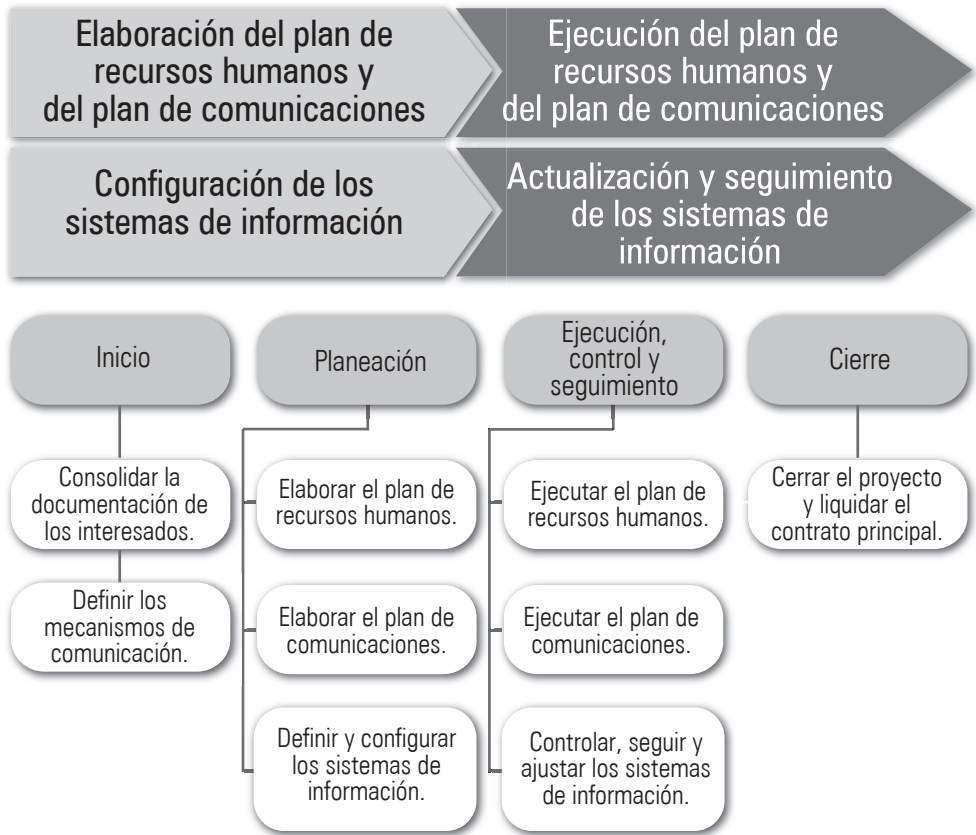 Elaboración del plan de
recursos humanos y
del plan de comunicaciones
Ejecución del plan de
recursos humanos y
del plan de comunicaciones
Configuración de los
sistemas de información
Actualización y seguimiento
de los sistemas de
información
Inicio
Consolidar la
documentación de
los interesados.
Definir los
mecanismos de
comunicación.
Planeación
Elaborar el plan de
recursos humanos.
Elaborar el plan de
comunicaciones.
Definir y configurar
los sistemas de
información.
Ejecución,
control y
seguimiento
Ejecutar el plan de
recursos humanos.
Ejecutar el plan de
comunicaciones.
Controlar, seguir y
ajustar los sistemas
de información.
Cierre
Cerrar el proyecto
y liquidar el
contrato principal.